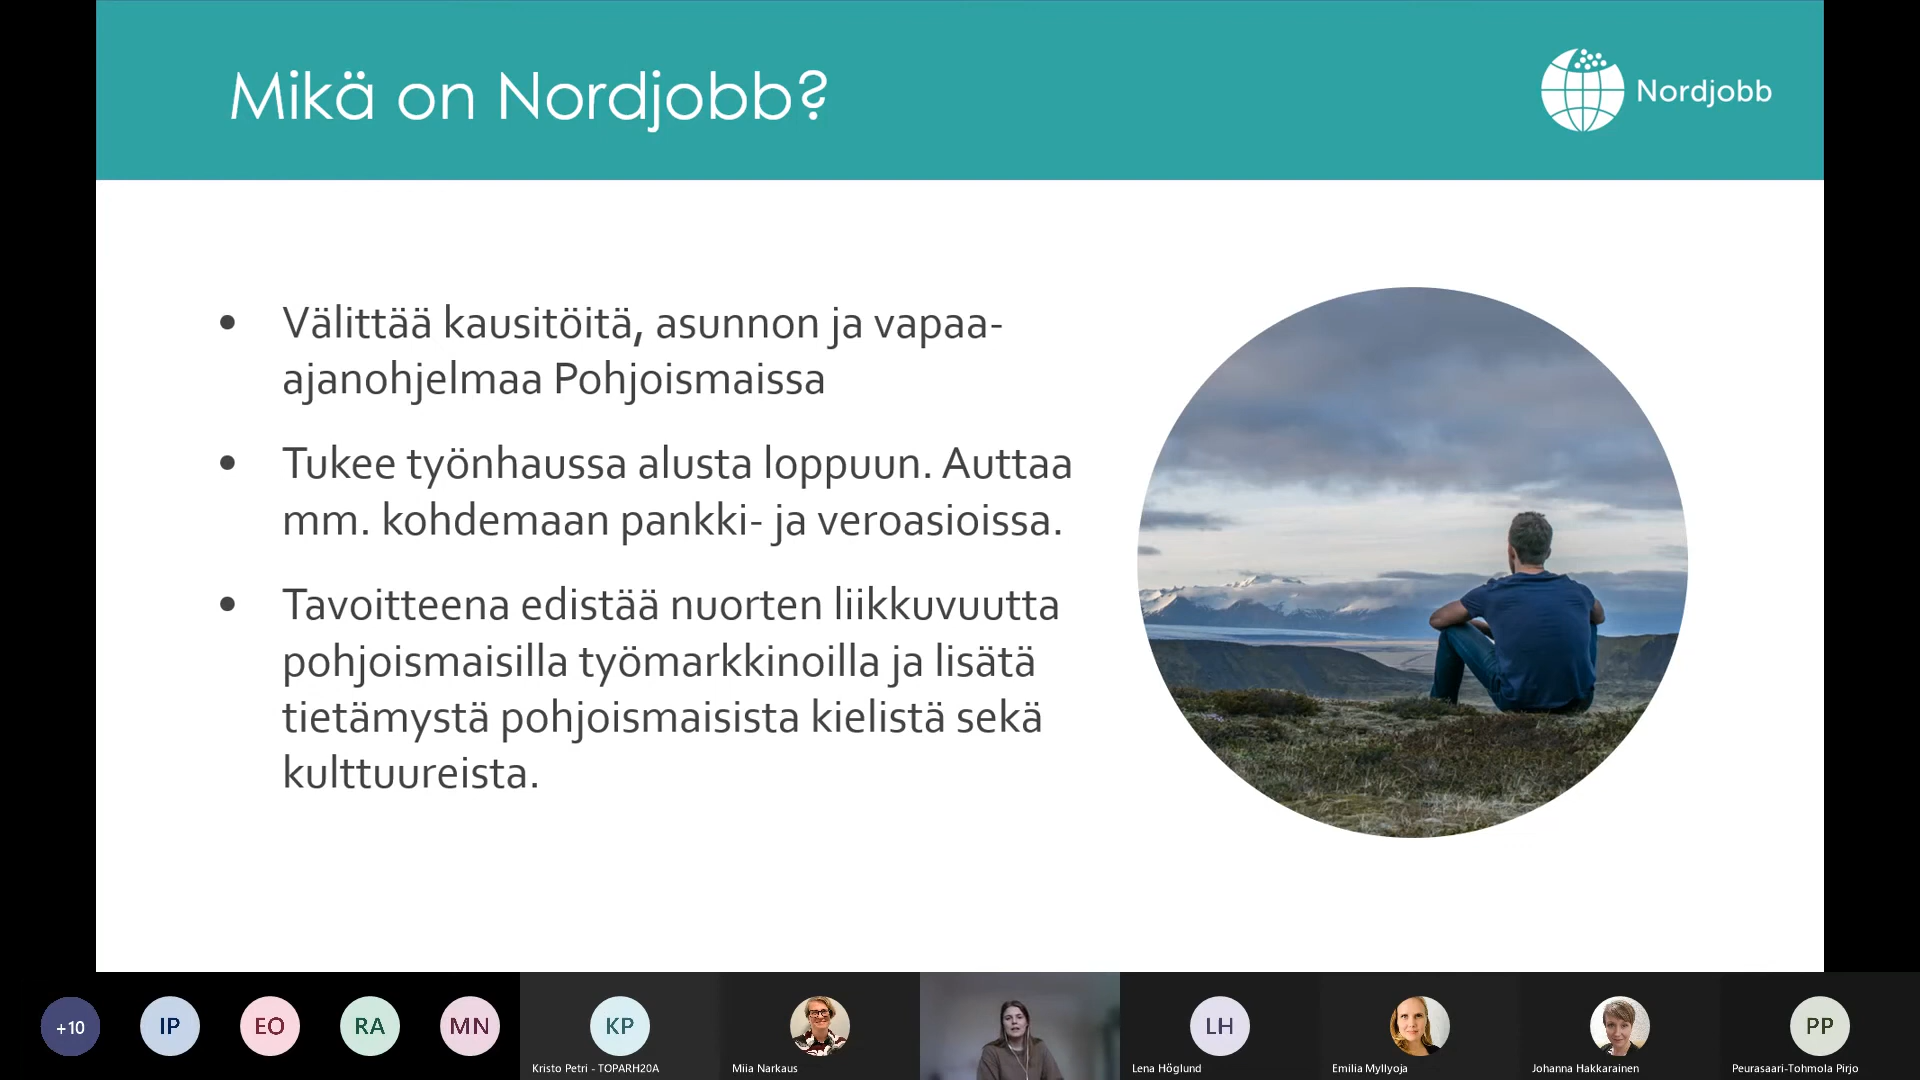 Mikä on Nordjobb?
Nordjobb
• Välittää kausitöitä, asunnon ja vapaa-
ajanohjelmaa Pohjoismaissa
• Tukee työnhaussa alusta loppuun. Auttaa
mm. kohdemaan pankki- ja veroasioissa.
• Tavoitteena edistää nuorten liikkuvuutta
pohjoismaisilla työmarkkinoilla ja lisätä
tietämystä pohjoismaisista kielistä sekä
kulttuureista.
+10
IP
EO
RA
MN
KP
Kristo Petri - TOPARH20A
Miia Narkaus
LH
Lena Höglund
Emilia Myllyoja
Johanna Hakkarainen
PP
Peurasaari-Tohmola Pirjo